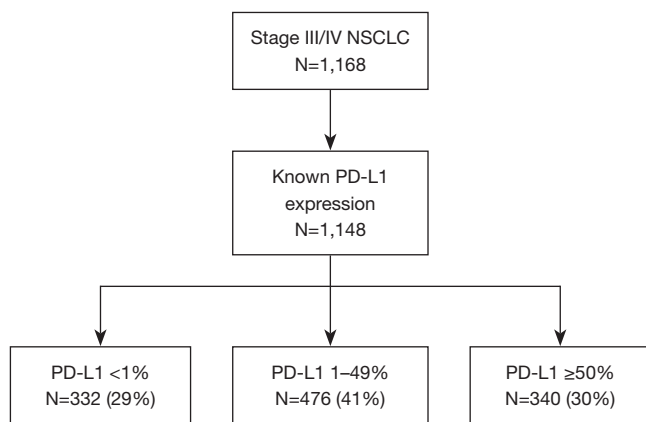 Stage III/IV NSCLC
N=1,168
Known PD-L1
expression
N=1,148
PD-L1 <1%
N=332 (29%)
PD-L1 1–49%
N=476 (41%)
PD-L1 ≥50%
N=340 (30%)